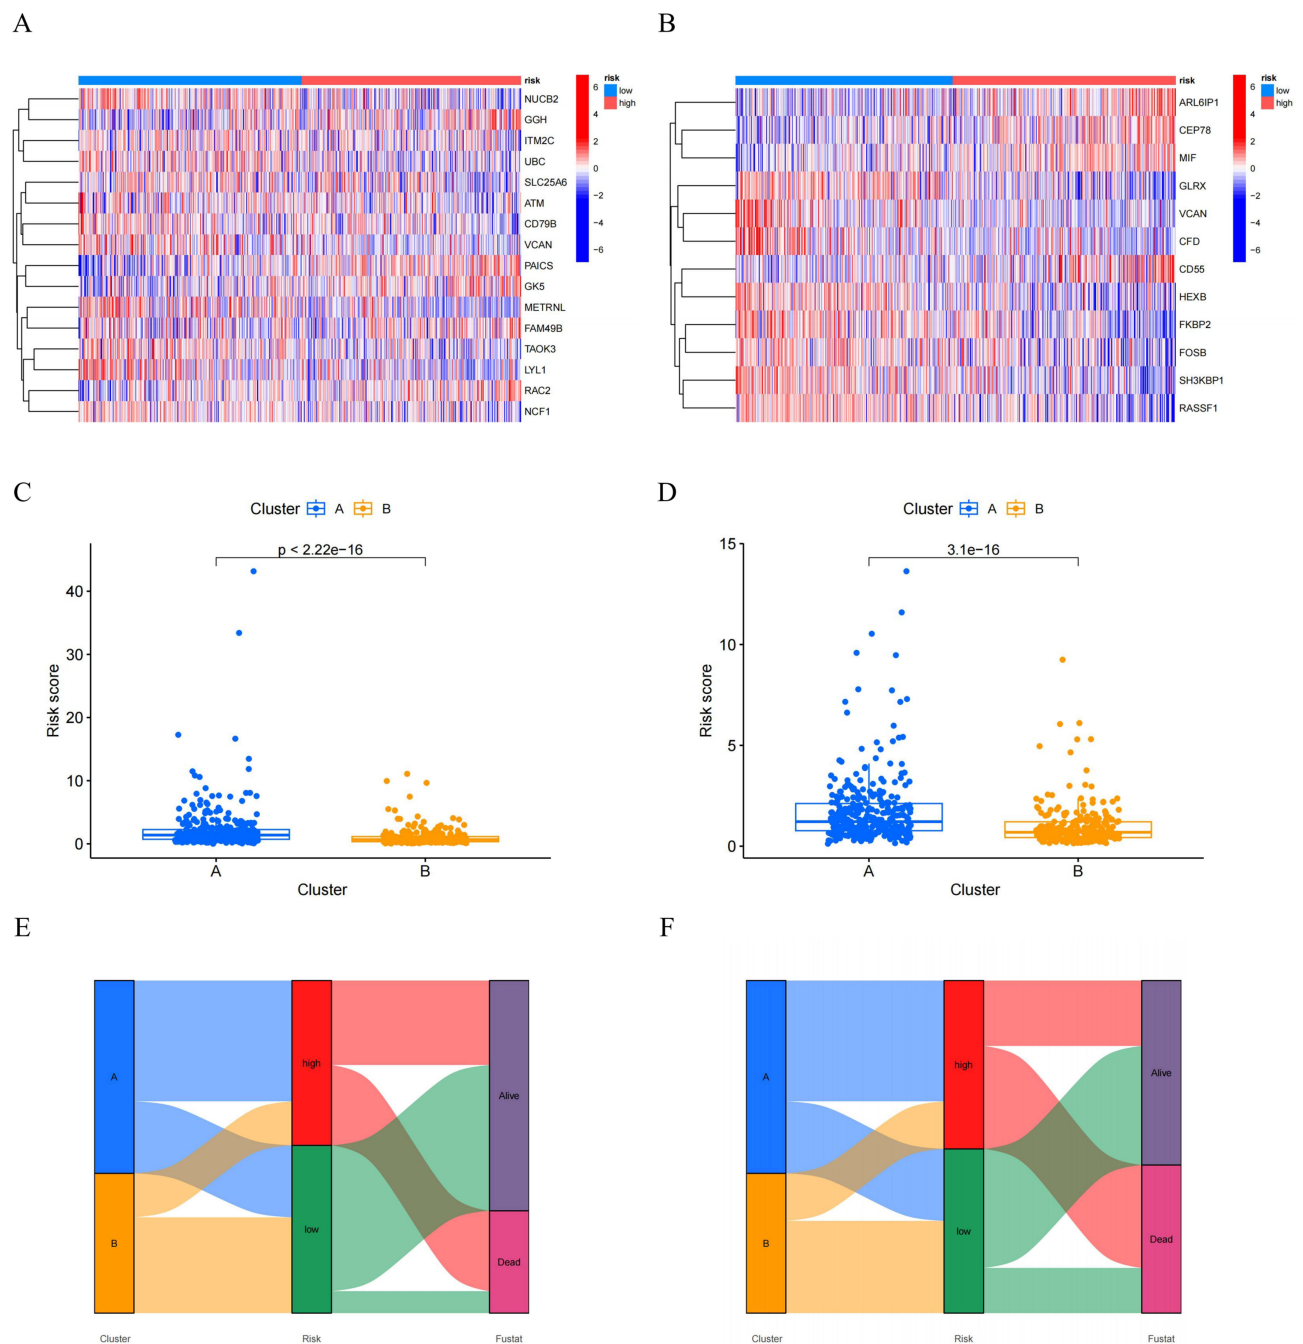 A
B
risk
NUCB2
GGH
ITM2C
UBC
SLC25A6
ATM
CD79B
VCAN
PAICS
GK5
METRNL
FAM49B
TAOK3
LYL1
RAC2
NCF1
6
4
2
0
−2
−4
−6
risk
low
high
risk
ARL6IP1
CEP78
MIF
GLRX
VCAN
CFD
CD55
HEXB
FKBP2
FOSB
SH3KBP1
RASSF1
6
4
2
0
−2
−4
−6
risk
low
high
C
Cluster A B
p < 2.22e−16
40
30
20
10
0
Risk score
A B
Cluster
D
Cluster A B
3.1e−16
15
10
5
0
Risk score
A B
Cluster
E
A
B
high
low
Alive
Dead
Cluster Risk Fustat
F
A
B
high
low
Alive
Dead
Cluster Risk Fustat